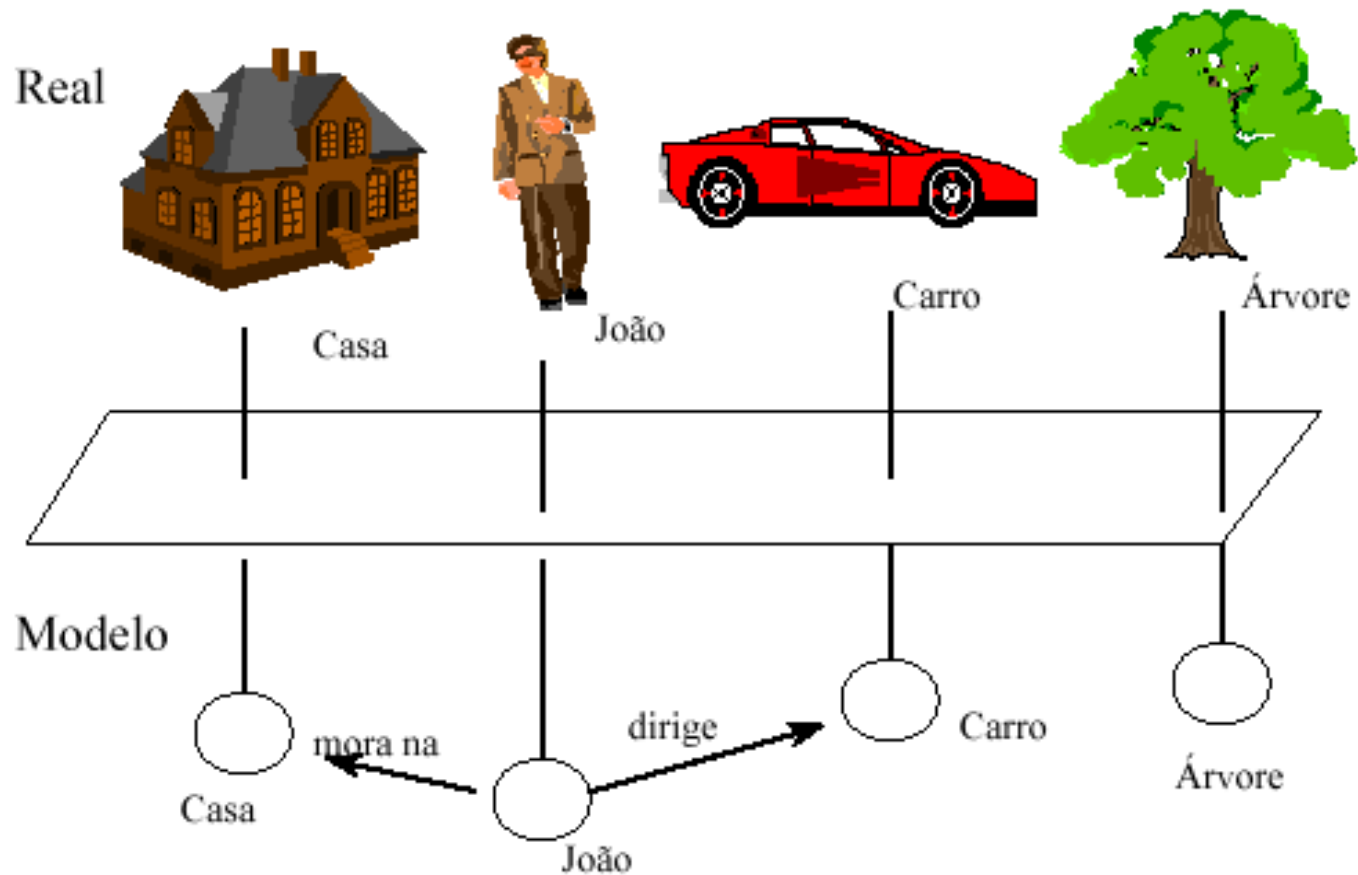 Real
Casa
João
Carro
Árvore
Modelo
mora na
dirige
Casa
João
Carro
Árvore